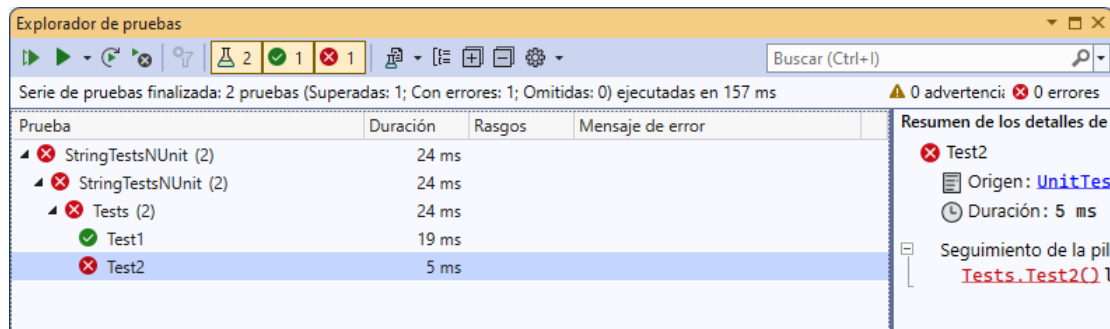 Explorador de pruebas
2 1 1 Buscar (Ctrl+I)
Serie de pruebas finalizada: 2 pruebas (Superadas: 1; Con errores: 1; Omitidas: 0) ejecutadas en 157 ms 0 advertencia 0 errores
Prueba Duración Rasgos Mensaje de error Resumen de los detalles de
StringTestsNUnit (2) 24 ms Test2
StringTestsNUnit (2) 24 ms Origen: UnitTes
Tests (2) 24 ms Duración: 5 ms
Test1 19 ms Seguimiento de la pil
Test2 5 ms Tests.Test2() l